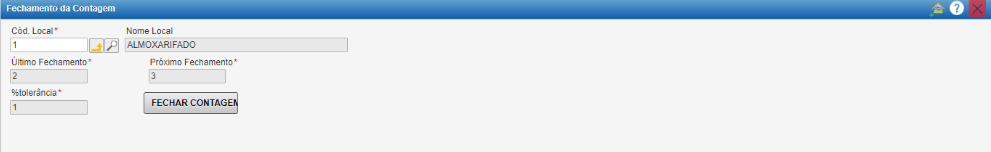 Fechamento da Contagem
?
Cód. Local* Nome Local
1 ALMOXARIFADO
Último Fechamento* Próximo Fechamento*
2 3
%tolerância*
1 FECHAR CONTAGEM